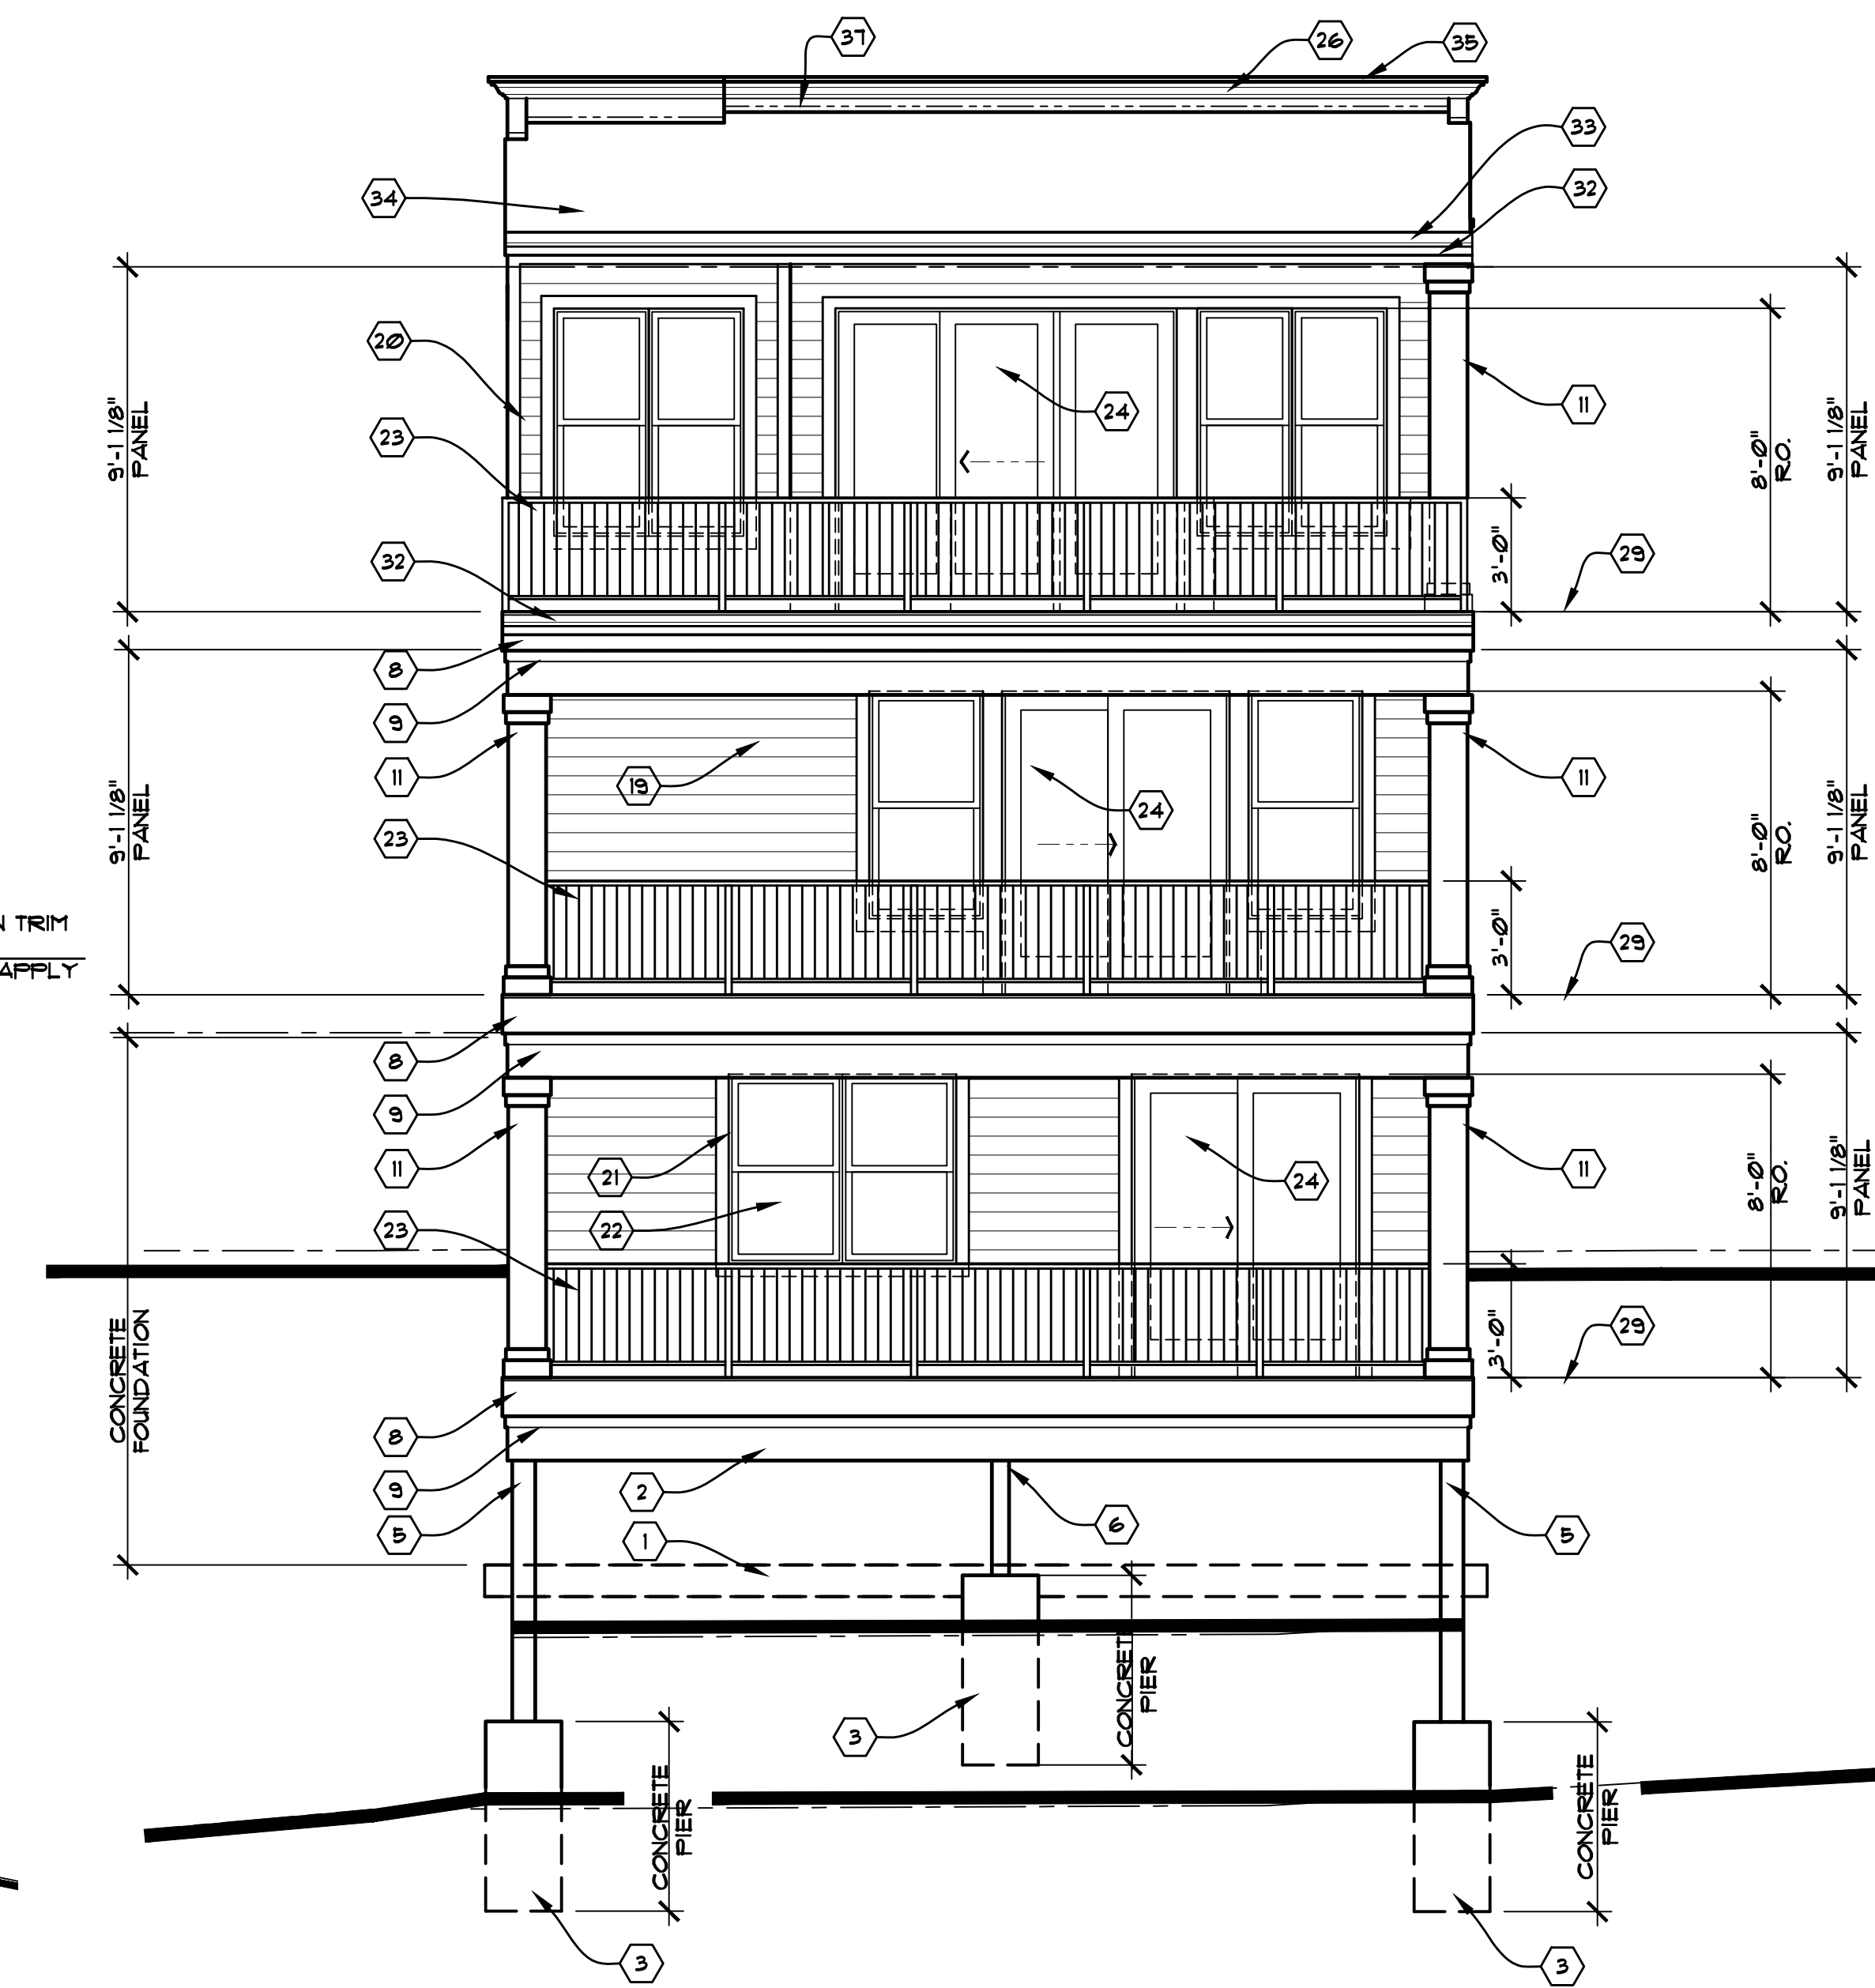 37
26
35
33
32
34
20
23
24
11
9'-1 1/8"
PANEL
8'-0"
R.O.
9'-1 1/8"
PANEL
3'-0"
29
32
8
9
11
19
24
11
23
9'-1 1/8"
PANEL
8'-0"
R.O.
9'-1 1/8"
PANEL
3'-0"
29
TRIM
APPLY
8
9
11
21
22
24
11
23
8'-0"
R.O.
9'-1 1/8"
PANEL
3'-0"
29
CONCRETE
FOUNDATION
8
9
2
5
1
6
5
CONCRETE
PIER
3
CONCRETE
PIER
CONCRETE
PIER
3
3